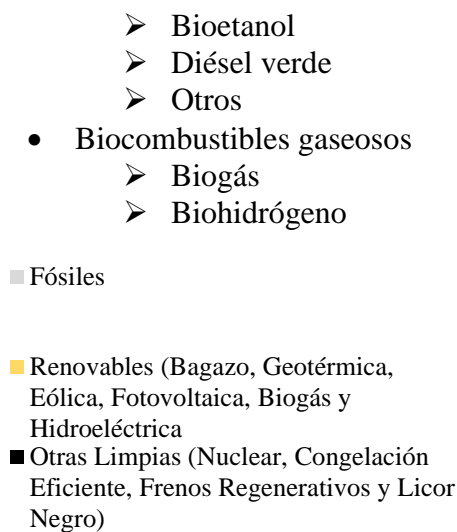 ➢ Bioetanol
➢ Diésel verde
➢ Otros
• Biocombustibles gaseosos
➢ Biogás
➢ Biohidrógeno
Fósiles
Renovables (Bagazo, Geotérmica,
Eólica, Fotovoltaica, Biogás y
Hidroeléctrica
Otras Limpias (Nuclear, Congelación
Eficiente, Frenos Regenerativos y Licor
Negro)